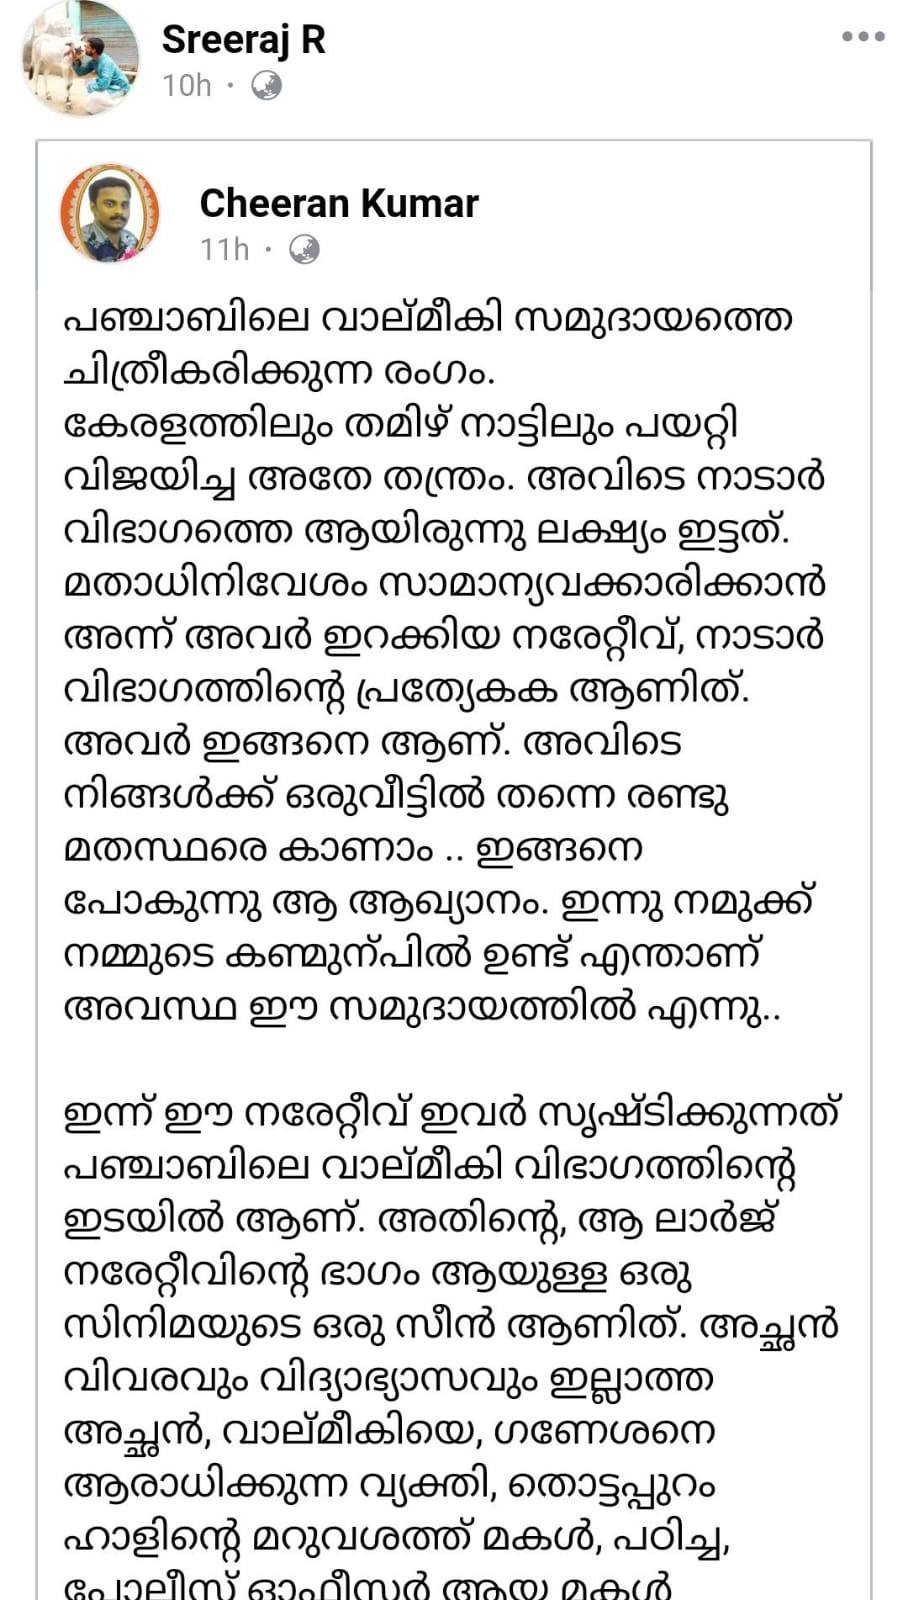 Sreeraj R
10h ·
Cheeran Kumar
11h ·
പഞ്ചാബിലെ വാല്മീകി സമുദായത്തെ
ചിത്രീകരിക്കുന്ന രംഗം.
കേരളത്തിലും തമിഴ് നാട്ടിലും പയറ്റി
വിജയിച്ച അതേ തന്ത്രം. അവിടെ നാടാർ
വിഭാഗത്തെ ആയിരുന്നു ലക്ഷ്യം ഇട്ടത്.
മതാധിനിവേശം സാമാന്യവക്കാരിക്കാൻ
അന്ന് അവർ ഇറക്കിയ നരേറ്റീവ്, നാടാർ
വിഭാഗത്തിന്റെ പ്രത്യേകക ആണിത്.
അവർ ഇങ്ങനെ ആണ്. അവിടെ
നിങ്ങൾക്ക് ഒരുവീട്ടിൽ തന്നെ രണ്ടു
മതസ്ഥരെ കാണാം .. ഇങ്ങനെ
പോകുന്നു ആ ആഖ്യാനം. ഇന്നു നമുക്ക്
നമ്മുടെ കണ്മുന്പിൽ ഉണ്ട് എന്താണ്
അവസ്ഥ ഈ സമുദായത്തിൽ എന്നു..
ഇന്ന് ഈ നരേറ്റീവ് ഇവർ സൃഷ്ടിക്കുന്നത്
പഞ്ചാബിലെ വാല്മീകി വിഭാഗത്തിന്റെ
ഇടയിൽ ആണ്. അതിന്റെ, ആ ലാർജ്
നരേറ്റീവിന്റെ ഭാഗം ആയുള്ള ഒരു
സിനിമയുടെ ഒരു സീൻ ആണിത്. അച്ഛൻ
വിവരവും വിദ്യാഭ്യാസവും ഇല്ലാത്ത
അച്ഛൻ, വാല്മീകിയെ, ഗണേശനെ
ആരാധിക്കുന്ന വ്യക്തി, തൊട്ടപ്പുറം
ഹാളിന്റെ മറുവശത്ത് മകൾ, പഠിച്ച,
പോലീസ് ഓഫീസർ ആയ മകൾ